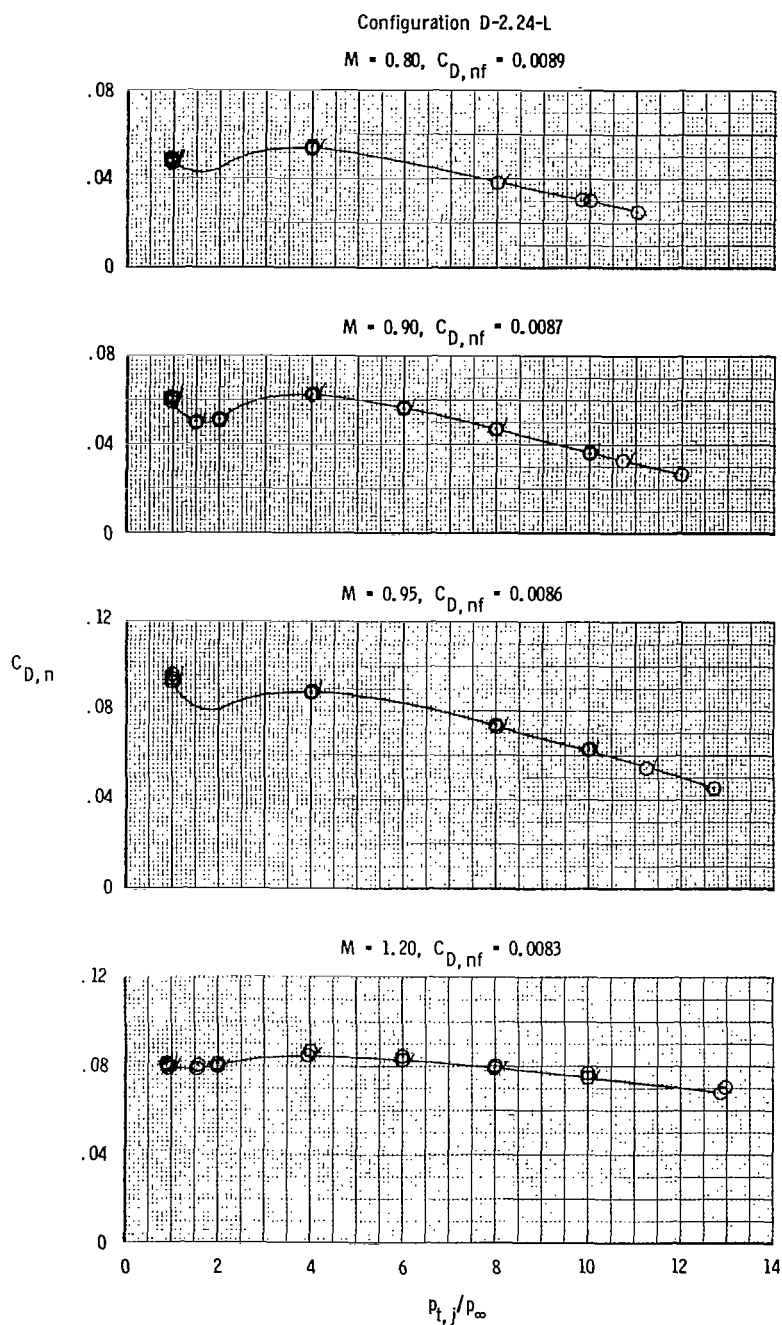 Configuration D-2.24-L
M = 0.80, C_D,nf = 0.0089
.08
.04
0
M = 0.90, C_D,nf = 0.0087
.08
.04
0
M = 0.95, C_D,nf = 0.0086
.12
.08
.04
0
C_D,n
M = 1.20, C_D,nf = 0.0083
.12
.08
.04
0
0 2 4 6 8 10 12 14
p_t,j/p_∞